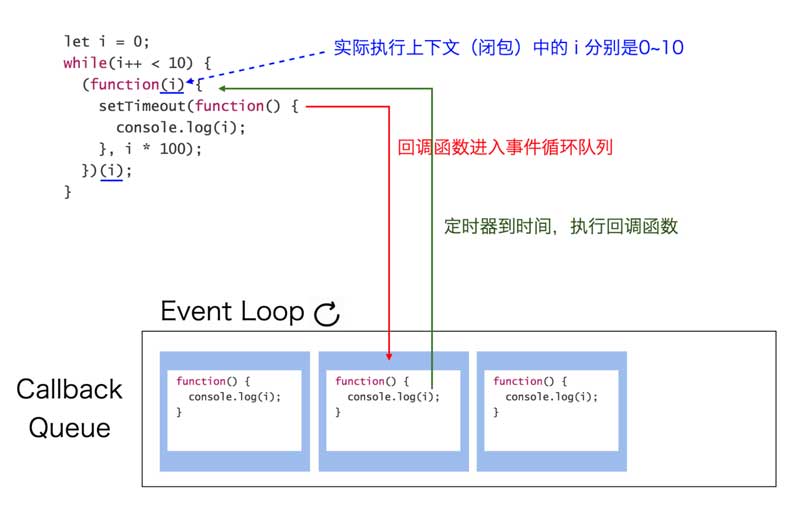 let i = 0;
while(i++ < 10) {
  (function(i) {
    setTimeout(function() {
      console.log(i);
    }, i * 100);
  })(i);
}
实际执行上下文（闭包）中的 i 分别是0~10
回调函数进入事件循环队列
定时器到时间，执行回调函数
Event Loop
Callback
Queue
function() {
  console.log(i);
}
function() {
  console.log(i);
}
function() {
  console.log(i);
}